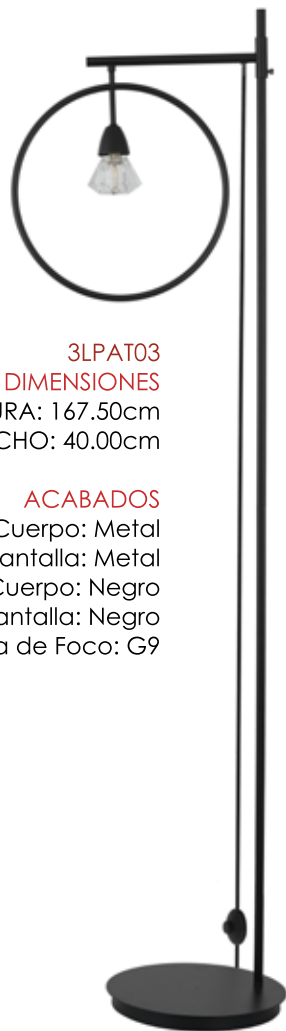 3LPAT03
DIMENSIONES
URA: 167.50cm
CHO: 40.00cm
ACABADOS
Cuerpo: Metal
antalla: Metal
Cuerpo: Negro
antalla: Negro
a de Foco: G9